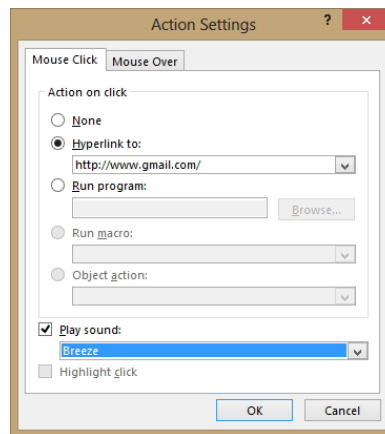 Action Settings ? ×
Mouse Click Mouse Over
Action on click
None
Hyperlink to:
http://www.gmail.com/
Run program:
Browse...
Run macro:
Object action:
Play sound:
Breeze
Highlight click
OK Cancel